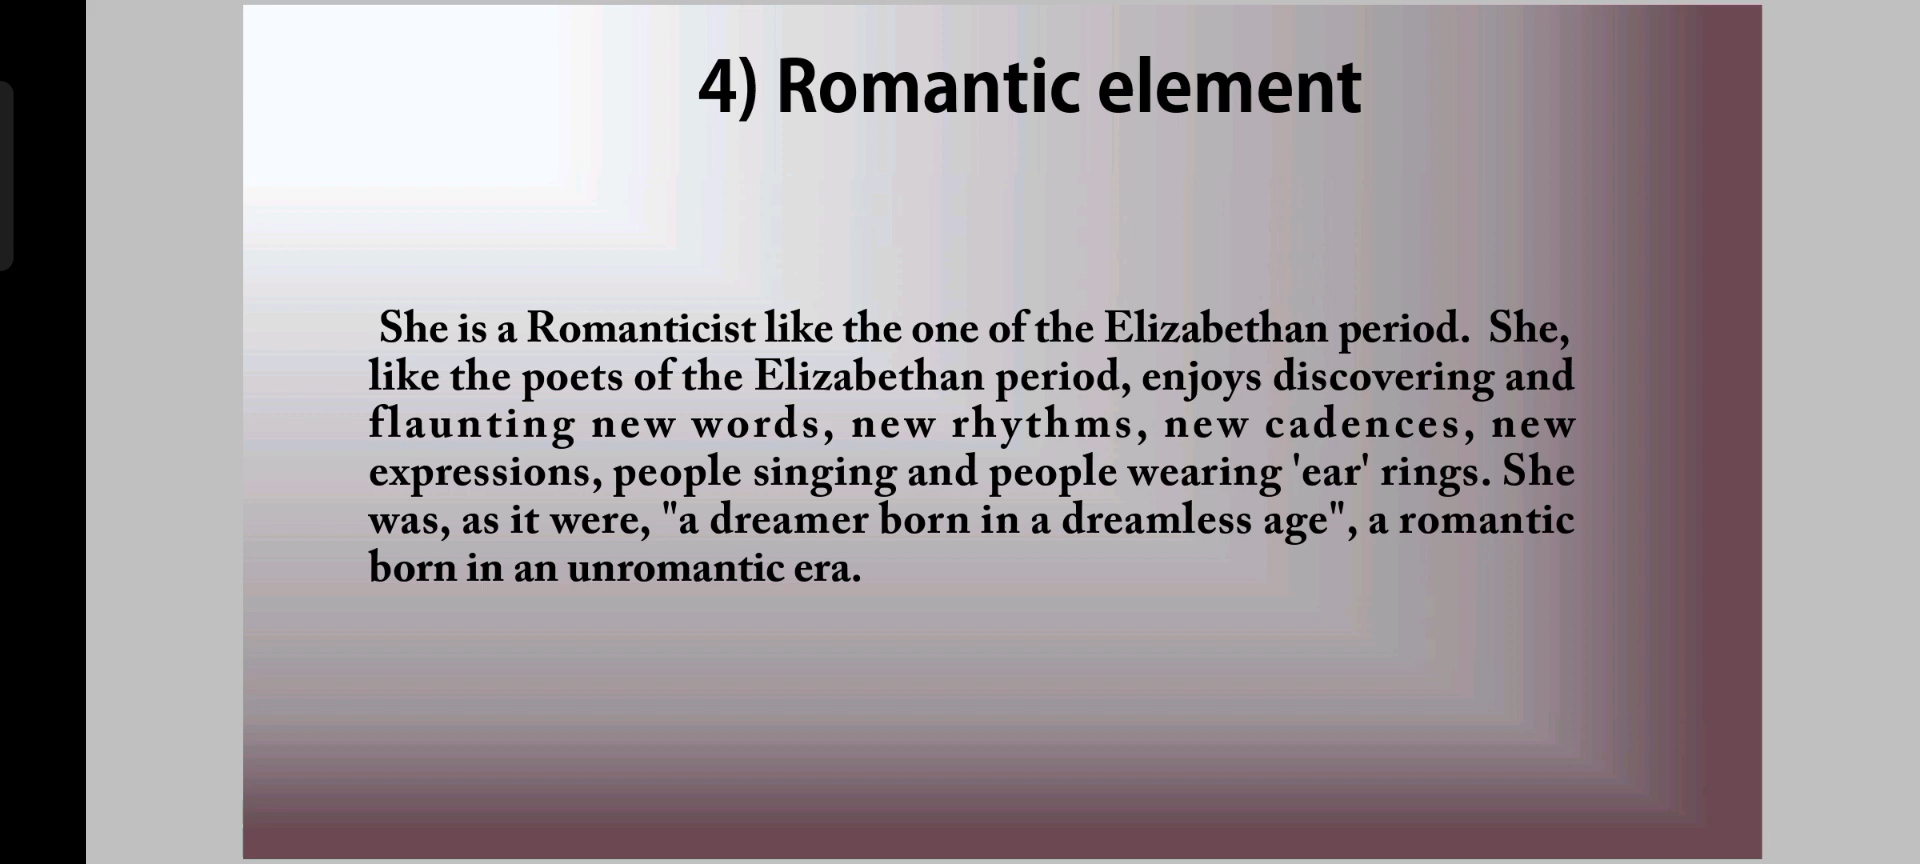 4) Romantic element
She is a Romanticist like the one of the Elizabethan period. She,
like the poets of the Elizabethan period, enjoys discovering and
flaunting new words, new rhythms, new cadences, new
expressions, people singing and people wearing 'ear' rings. She
was, as it were, "a dreamer born in a dreamless age", a romantic
born in an unromantic era.